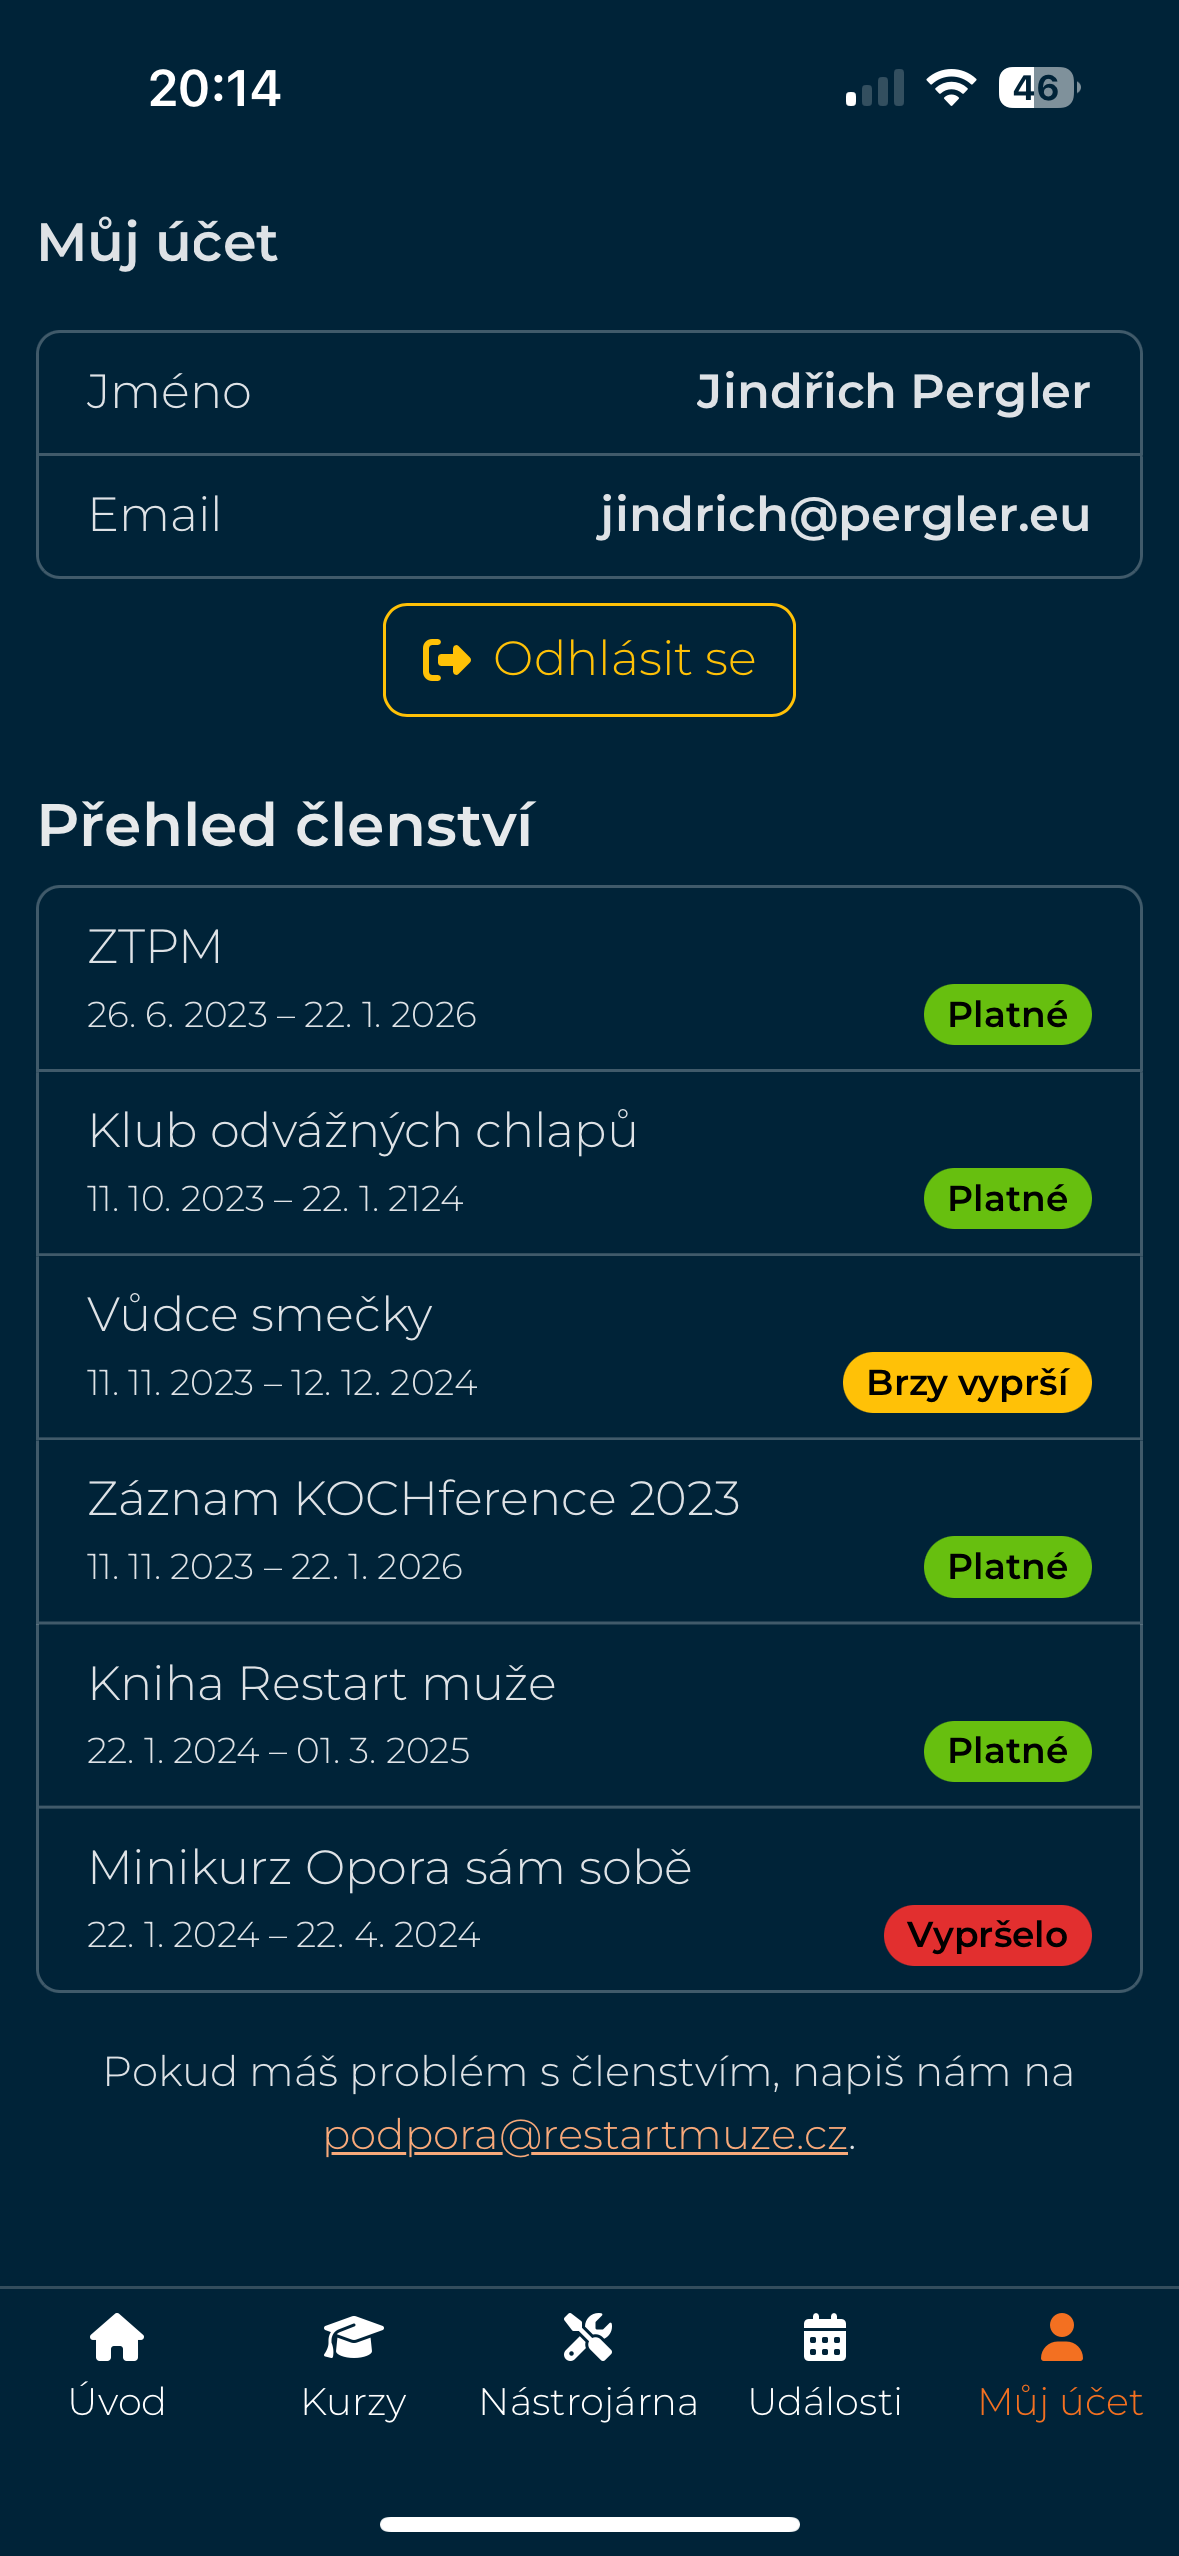 20:14
46
Můj účet
Jméno Jindřich Pergler
Email jindrich@pergler.eu
Odhlásit se
Přehled členství
ZTPM
26. 6. 2023 – 22. 1. 2026 Platné
Klub odvážných chlapů
11. 10. 2023 – 22. 1. 2124 Platné
Vůdce smečky
11. 11. 2023 – 12. 12. 2024 Brzy vyprší
Záznam KOCHference 2023
11. 11. 2023 – 22. 1. 2026 Platné
Kniha Restart muže
22. 1. 2024 – 01. 3. 2025 Platné
Minikurz Opora sám sobě
22. 1. 2024 – 22. 4. 2024 Vypršelo
Pokud máš problém s členstvím, napiš nám na
podpora@restartmuze.cz.
Úvod Kurzy Nástrojárna Události Můj účet